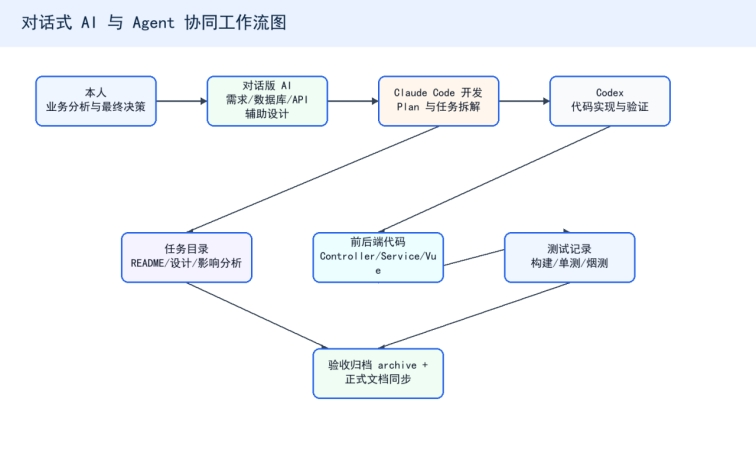 对话式 AI 与 Agent 协同工作流图
本人
业务分析与最终决策
对话版 AI
需求/数据库/API
辅助设计
Claude Code 开发
Plan 与任务拆解
Codex
代码实现与验证
任务目录
README/设计/影响分析
前后端代码
Controller/Service/Vu
e
测试记录
构建/单测/烟测
验收归档 archive +
正式文档同步